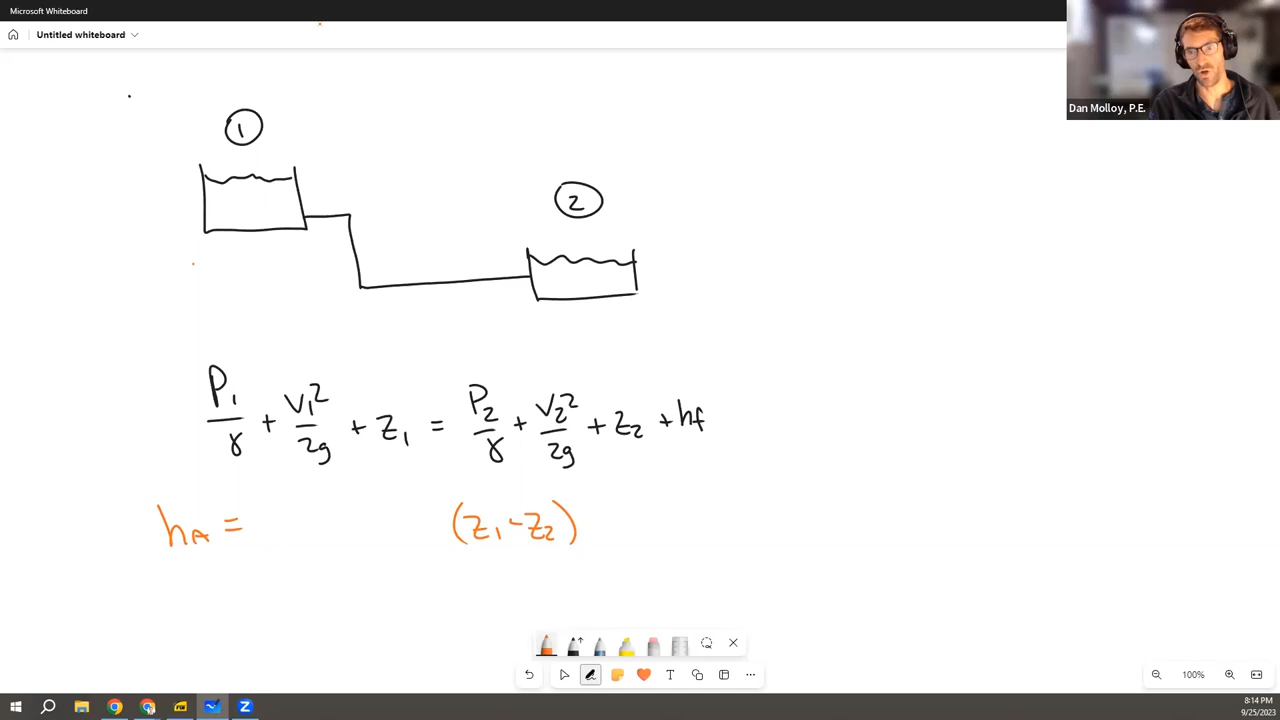 Microsoft Whiteboard
Untitled whiteboard
Dan Molloy, P.E.
1
2
P₁/γ + V₁²/2g + Z₁ = P₂/γ + V₂²/2g + Z₂ + hf
hA = (Z₁ - Z₂)
100%
8:14 PM
9/25/2023